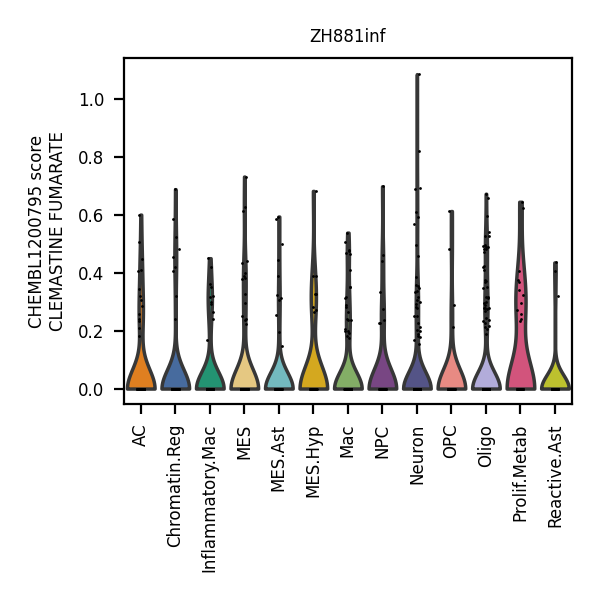 ZH881inf
CHEMBL1200795 score
CLEMASTINE FUMARATE
1.0
0.8
0.6
0.4
0.2
0.0
AC
Chromatin.Reg
Inflammatory.Mac
MES
MES.Ast
MES.Hyp
Mac
NPC
Neuron
OPC
Oligo
Prolif.Metab
Reactive.Ast